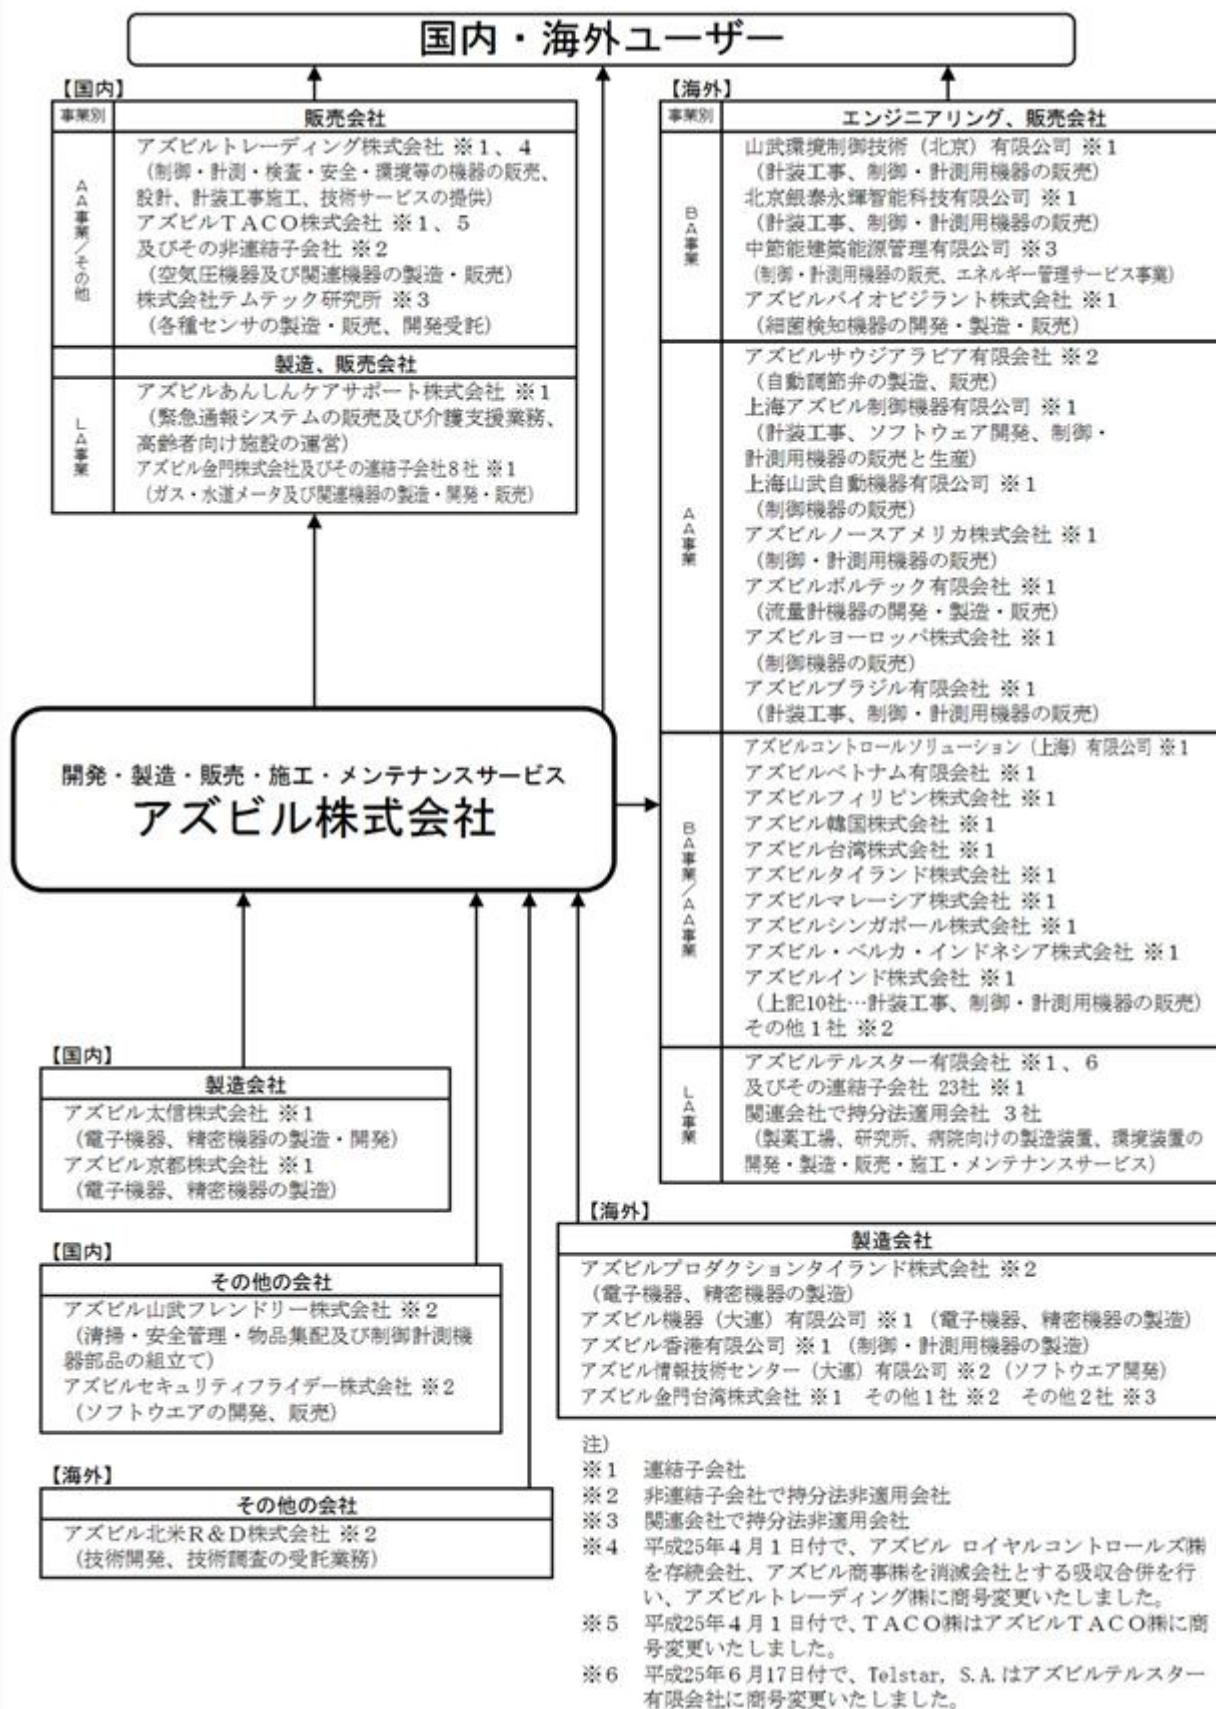 国内・海外ユーザー
【国内】
事業別
販売会社
AA事業/その他
アズビルトレーディング株式会社 ※1、4
（制御・計測・検査・安全・環境等の機器の販売、
設計、計装工事施工、技術サービスの提供）
アズビルTACO株式会社 ※1、5
及びその非連結子会社 ※2
（空気圧機器及び関連機器の製造・販売）
株式会社テムテック研究所 ※3
（各種センサの製造・販売、開発受託）
製造、販売会社
LA事業
アズビルあんしんケアサポート株式会社 ※1
（緊急通報システムの販売及び介護支援業務、
高齢者向け施設の運営）
アズビル金門株式会社及びその連結子会社8社 ※1
（ガス・水道メータ及び関連機器の製造・開発・販売）
【海外】
事業別
エンジニアリング、販売会社
BA事業
山武環境制御技術（北京）有限公司 ※1
（計装工事、制御・計測用機器の販売）
北京銀泰永輝智能科技有限公司 ※1
（計装工事、制御・計測用機器の販売）
中節能建築能源管理有限公司 ※3
（制御・計測用機器の販売、エネルギー管理サービス事業）
アズビルバイオビジラント株式会社 ※1
（細菌検知機器の開発・製造・販売）
AA事業
アズビルサウジアラビア有限会社 ※2
（自動調節弁の製造、販売）
上海アズビル制御機器有限公司 ※1
（計装工事、ソフトウェア開発、制御・
計測用機器の販売と生産）
上海山武自動機器有限公司 ※1
（制御機器の販売）
アズビルノースアメリカ株式会社 ※1
（制御・計測用機器の販売）
アズビルボルテック有限会社 ※1
（流量計機器の開発・製造・販売）
アズビルヨーロッパ株式会社 ※1
（制御機器の販売）
アズビルブラジル有限会社 ※1
（計装工事、制御・計測用機器の販売）
BA事業/AA事業
アズビルコントロールソリューション（上海）有限公司 ※1
アズビルベトナム有限会社 ※1
アズビルフィリピン株式会社 ※1
アズビル韓国株式会社 ※1
アズビル台湾株式会社 ※1
アズビルタイランド株式会社 ※1
アズビルマレーシア株式会社 ※1
アズビルシンガポール株式会社 ※1
アズビル・ベルカ・インドネシア株式会社 ※1
アズビルインド株式会社 ※1
（上記10社…計装工事、制御・計測用機器の販売）
その他1社 ※2
LA事業
アズビルテルスター有限会社 ※1、6
及びその連結子会社 23社 ※1
関連会社で持分法適用会社 3社
（製薬工場、研究所、病院向けの製造装置、環境装置の
開発・製造・販売・施工・メンテナンスサービス）
開発・製造・販売・施工・メンテナンスサービス
アズビル株式会社
【国内】
製造会社
アズビル太信株式会社 ※1
（電子機器、精密機器の製造・開発）
アズビル京都株式会社 ※1
（電子機器、精密機器の製造）
【国内】
その他の会社
アズビル山武フレンドリー株式会社 ※2
（清掃・安全管理・物品集配及び制御計測機
器部品の組立て）
アズビルセキュリティフライデー株式会社 ※2
（ソフトウエアの開発、販売）
【海外】
その他の会社
アズビル北米R&D株式会社 ※2
（技術開発、技術調査の受託業務）
【海外】
製造会社
アズビルプロダクションタイランド株式会社 ※2
（電子機器、精密機器の製造）
アズビル機器（大連）有限公司 ※1（電子機器、精密機器の製造）
アズビル香港有限公司 ※1（制御・計測用機器の製造）
アズビル情報技術センター（大連）有限公司 ※2（ソフトウエア開発）
アズビル金門台湾株式会社 ※1 その他1社 ※2 その他2社 ※3
注）
※1 連結子会社
※2 非連結子会社で持分法非適用会社
※3 関連会社で持分法非適用会社
※4 平成25年4月1日付で、アズビル ロイヤルコントロールズ㈱
を存続会社、アズビル商事㈱を消滅会社とする吸収合併を行
い、アズビルトレーディング㈱に商号変更いたしました。
※5 平成25年4月1日付で、TACO㈱はアズビルTACO㈱に商
号変更いたしました。
※6 平成25年6月17日付で、Telstar, S.A.はアズビルテルスター
有限会社に商号変更いたしました。